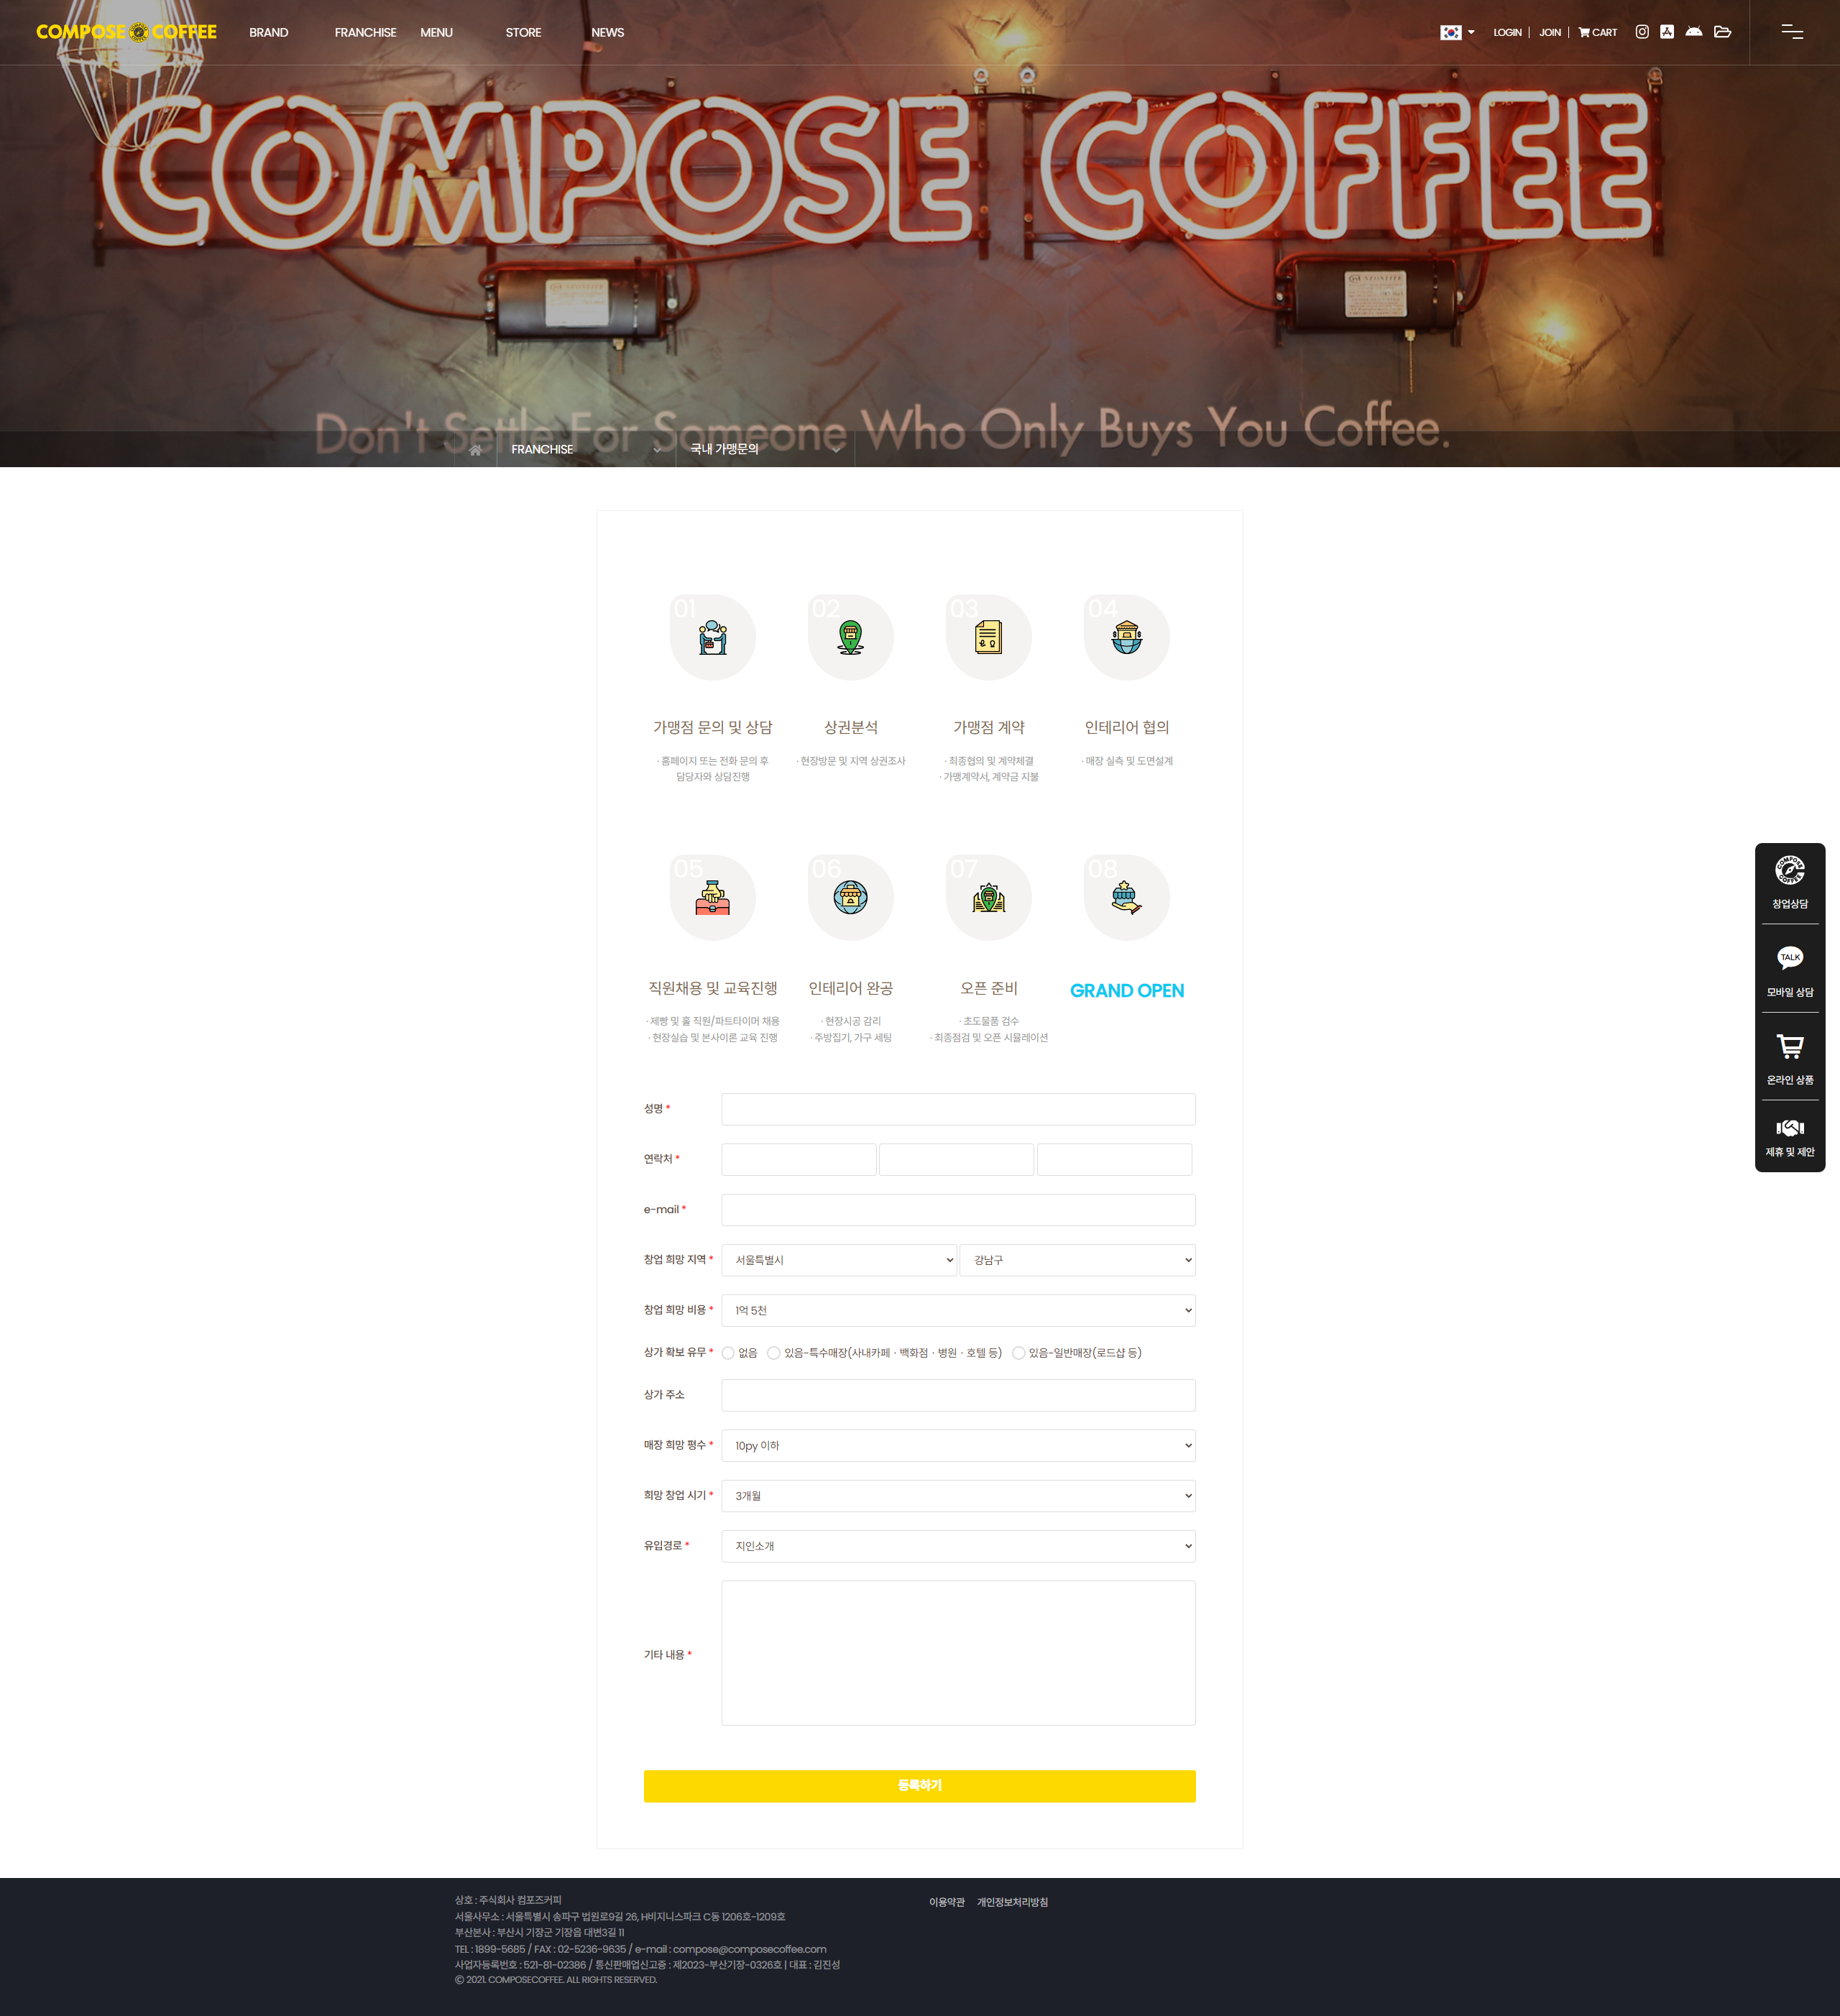 COMPOSE COFFEE
BRAND
FRANCHISE
MENU
STORE
NEWS
LOGIN
JOIN
CART
COMPOSE COFFEE
Don't Settle For Someone Who Only Buys You Coffee.
FRANCHISE
국내 가맹문의
01
02
03
04
가맹점 문의 및 상담
상권분석
가맹점 계약
인테리어 협의
· 홈페이지 또는 전화 문의 후
담당자와 상담진행
· 현장방문 및 지역 상권조사
· 최종협의 및 계약체결
· 가맹계약서, 계약금 지불
· 매장 실측 및 도면설계
05
06
07
08
직원채용 및 교육진행
인테리어 완공
오픈 준비
GRAND OPEN
· 제빵 및 홀 직원/파트타이머 채용
· 현장실습 및 본사이론 교육 진행
· 현장시공 감리
· 주방집기, 가구 세팅
· 초도물품 검수
· 최종점검 및 오픈 시뮬레이션
COMPOSE COFFEE
창업상담
TALK
모바일 상담
온라인 상품
제휴 및 제안
성명 *
연락처 *
e-mail *
창업 희망 지역 *
서울특별시
강남구
창업 희망 비용 *
1억 5천
상가 확보 유무 *
없음
있음-특수매장(사내카페 · 백화점 · 병원 · 호텔 등)
있음-일반매장(로드샵 등)
상가 주소
매장 희망 평수 *
10py 이하
희망 창업 시기 *
3개월
유입경로 *
지인소개
기타 내용 *
등록하기
상호 : 주식회사 컴포즈커피
서울사무소 : 서울특별시 송파구 법원로9길 26, H비지니스파크 C동 1206호-1209호
부산본사 : 부산시 기장군 기장읍 대변3길 11
TEL : 1899-5685 / FAX : 02-5236-9635 / e-mail : compose@composecoffee.com
사업자등록번호 : 521-81-02386 / 통신판매업신고증 : 제2023-부산기장-0326호 | 대표 : 김진성
ⓒ 2021. COMPOSECOFFEE. ALL RIGHTS RESERVED.
이용약관
개인정보처리방침